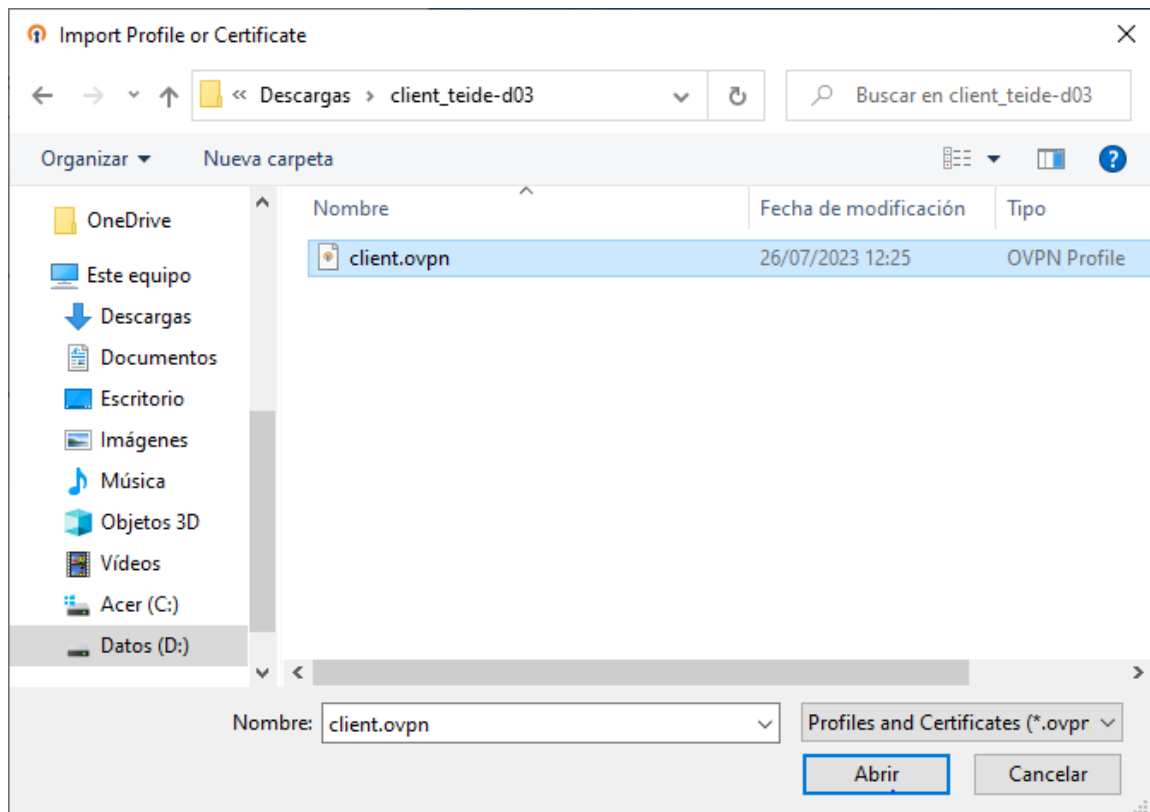 Import Profile or Certificate
« Descargas > client_teide-d03
Buscar en client_teide-d03
Organizar Nueva carpeta
Nombre Fecha de modificación Tipo
client.ovpn 26/07/2023 12:25 OVPN Profile
OneDrive
Este equipo
Descargas
Documentos
Escritorio
Imágenes
Música
Objetos 3D
Vídeos
Acer (C:)
Datos (D:)
Nombre: client.ovpn Profiles and Certificates (*.ovpr
Abrir Cancelar